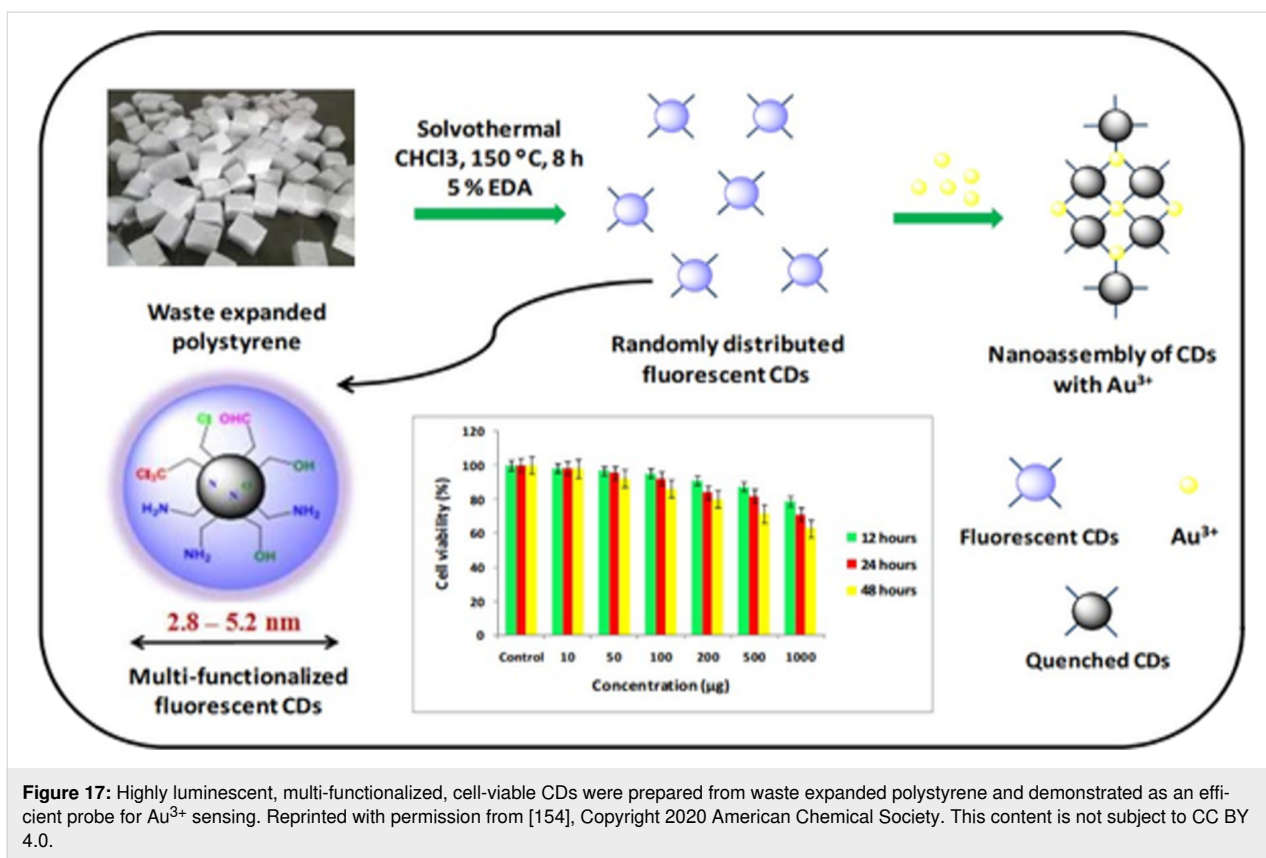 Solvothermal
CHCl3, 150 °C, 8 h
5 % EDA
Waste expanded
polystyrene
Randomly distributed
fluorescent CDs
Nanoassembly of CDs
with Au³⁺
Cl OHC
Cl₃C
OH
H₂N
NH₂
NH₂
OH
N
N
2.8 – 5.2 nm
Multi-functionalized
fluorescent CDs
120
100
80
60
40
20
0
Cell viability (%)
Control 10 50 100 200 500 1000
Concentration (µg)
12 hours
24 hours
48 hours
Fluorescent CDs
Au³⁺
Quenched CDs
Figure 17: Highly luminescent, multi-functionalized, cell-viable CDs were prepared from waste expanded polystyrene and demonstrated as an effi-
cient probe for Au³⁺ sensing. Reprinted with permission from [154], Copyright 2020 American Chemical Society. This content is not subject to CC BY
4.0.